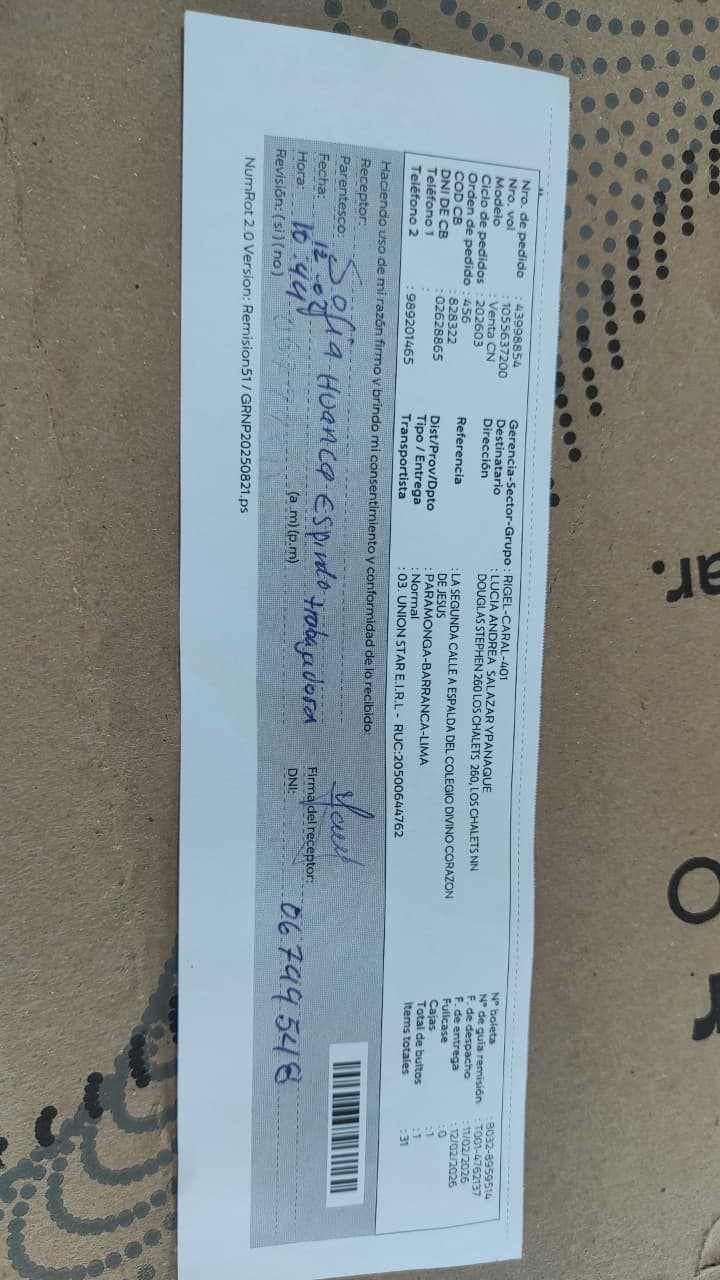 Nro. de pedido : 43998854
Nro. vol : 1055637200
Modelo : Venta CN
Ciclo de pedidos : 202603
Orden de pedido : 456
COD CB : 828322
DNI DE CB : 02628865
Teléfono 1 :
Teléfono 2 : 989201465
Gerencia-Sector-Grupo : RIGEL-CARAL-401
Destinatario : LUCIA ANDREA SALAZAR YPANAQUE
Dirección DOUGLAS STEPHEN 260 LOS CHALETS 260, LOS CHALETS NN
Referencia : LA SEGUNDA CALLE A ESPALDA DEL COLEGIO DIVINO CORAZON
DE JESUS
Dist/Prov/Dpto : PARAMONGA-BARRANCA-LIMA
Tipo / Entrega : Normal
Transportista : 03. UNION STAR E.I.R.L - RUC:20500644762
N° boleta : B032-8959514
N° de guía remisión : T001-4762137
F. de despacho : 11/02/2026
F. de entrega : 12/02/2026
Fullcase : 0
Cajas : 1
Total de bultos : 1
Items totales : 31
Haciendo uso de mi razón firmo y brindo mi consentimiento y conformidad de lo recibido:
Receptor:
Parentesco: Sofia Huanca Espirdo trabajadora
Fecha: 12-02
Hora: 10:44 (a .m) (p.m)
Revisión: (si) (no)
Firma del receptor:
DNI: 06799548
NumRot 2.0 Version: Remision51 / GRNP20250821.ps
ar.